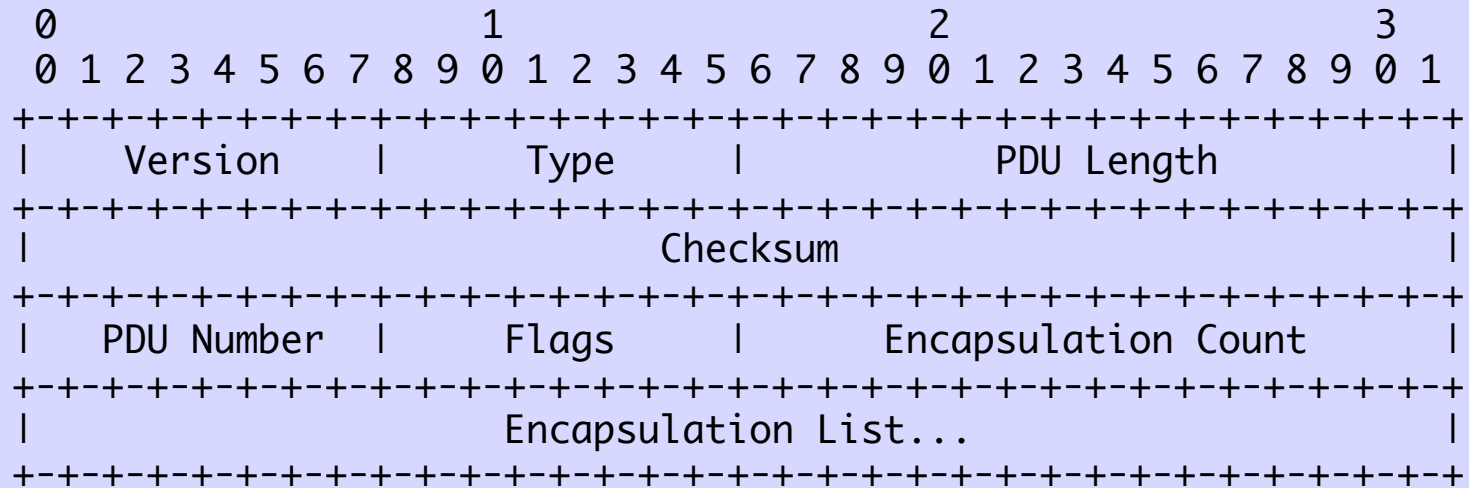 0                   1                   2                   3
 0 1 2 3 4 5 6 7 8 9 0 1 2 3 4 5 6 7 8 9 0 1 2 3 4 5 6 7 8 9 0 1
+-+-+-+-+-+-+-+-+-+-+-+-+-+-+-+-+-+-+-+-+-+-+-+-+-+-+-+-+-+-+-+-+
|    Version    |      Type     |           PDU Length          |
+-+-+-+-+-+-+-+-+-+-+-+-+-+-+-+-+-+-+-+-+-+-+-+-+-+-+-+-+-+-+-+-+
|                            Checksum                           |
+-+-+-+-+-+-+-+-+-+-+-+-+-+-+-+-+-+-+-+-+-+-+-+-+-+-+-+-+-+-+-+-+
|   PDU Number  |     Flags     |      Encapsulation Count      |
+-+-+-+-+-+-+-+-+-+-+-+-+-+-+-+-+-+-+-+-+-+-+-+-+-+-+-+-+-+-+-+-+
|                     Encapsulation List...                     |
+-+-+-+-+-+-+-+-+-+-+-+-+-+-+-+-+-+-+-+-+-+-+-+-+-+-+-+-+-+-+-+-+